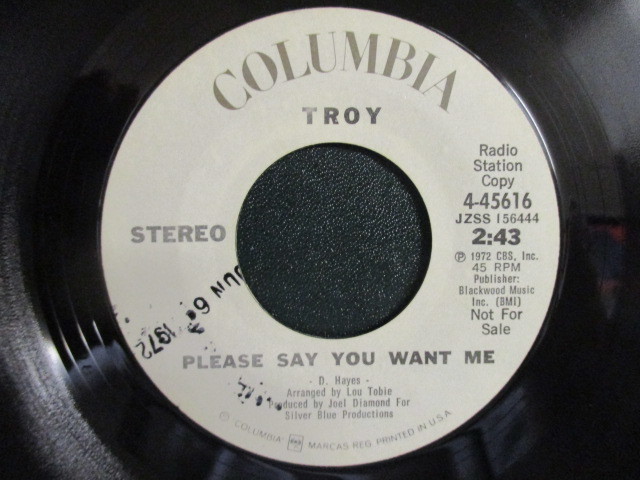 COLUMBIA
TROY
Radio
Station
Copy
4-45616
JZSS 156444
STEREO
2:43
℗ 1972 CBS, Inc.
45 RPM
Publisher:
Blackwood Music
Inc. (BMI)
Not For
Sale
JUN 6 1972
PLEASE SAY YOU WANT ME
- D. Hayes -
Arranged by Lou Tobie
Produced by Joel Diamond For
Silver Blue Productions
© COLUMBIA MARCAS REG. PRINTED IN U.S.A.